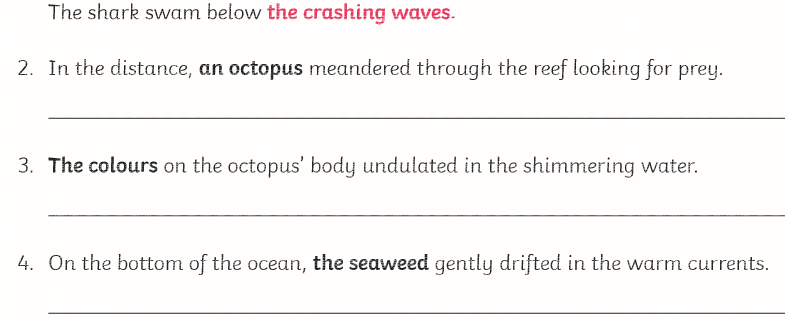 The shark swam below the crashing waves.
2. In the distance, an octopus meandered through the reef looking for prey.
3. The colours on the octopus' body undulated in the shimmering water.
4. On the bottom of the ocean, the seaweed gently drifted in the warm currents.